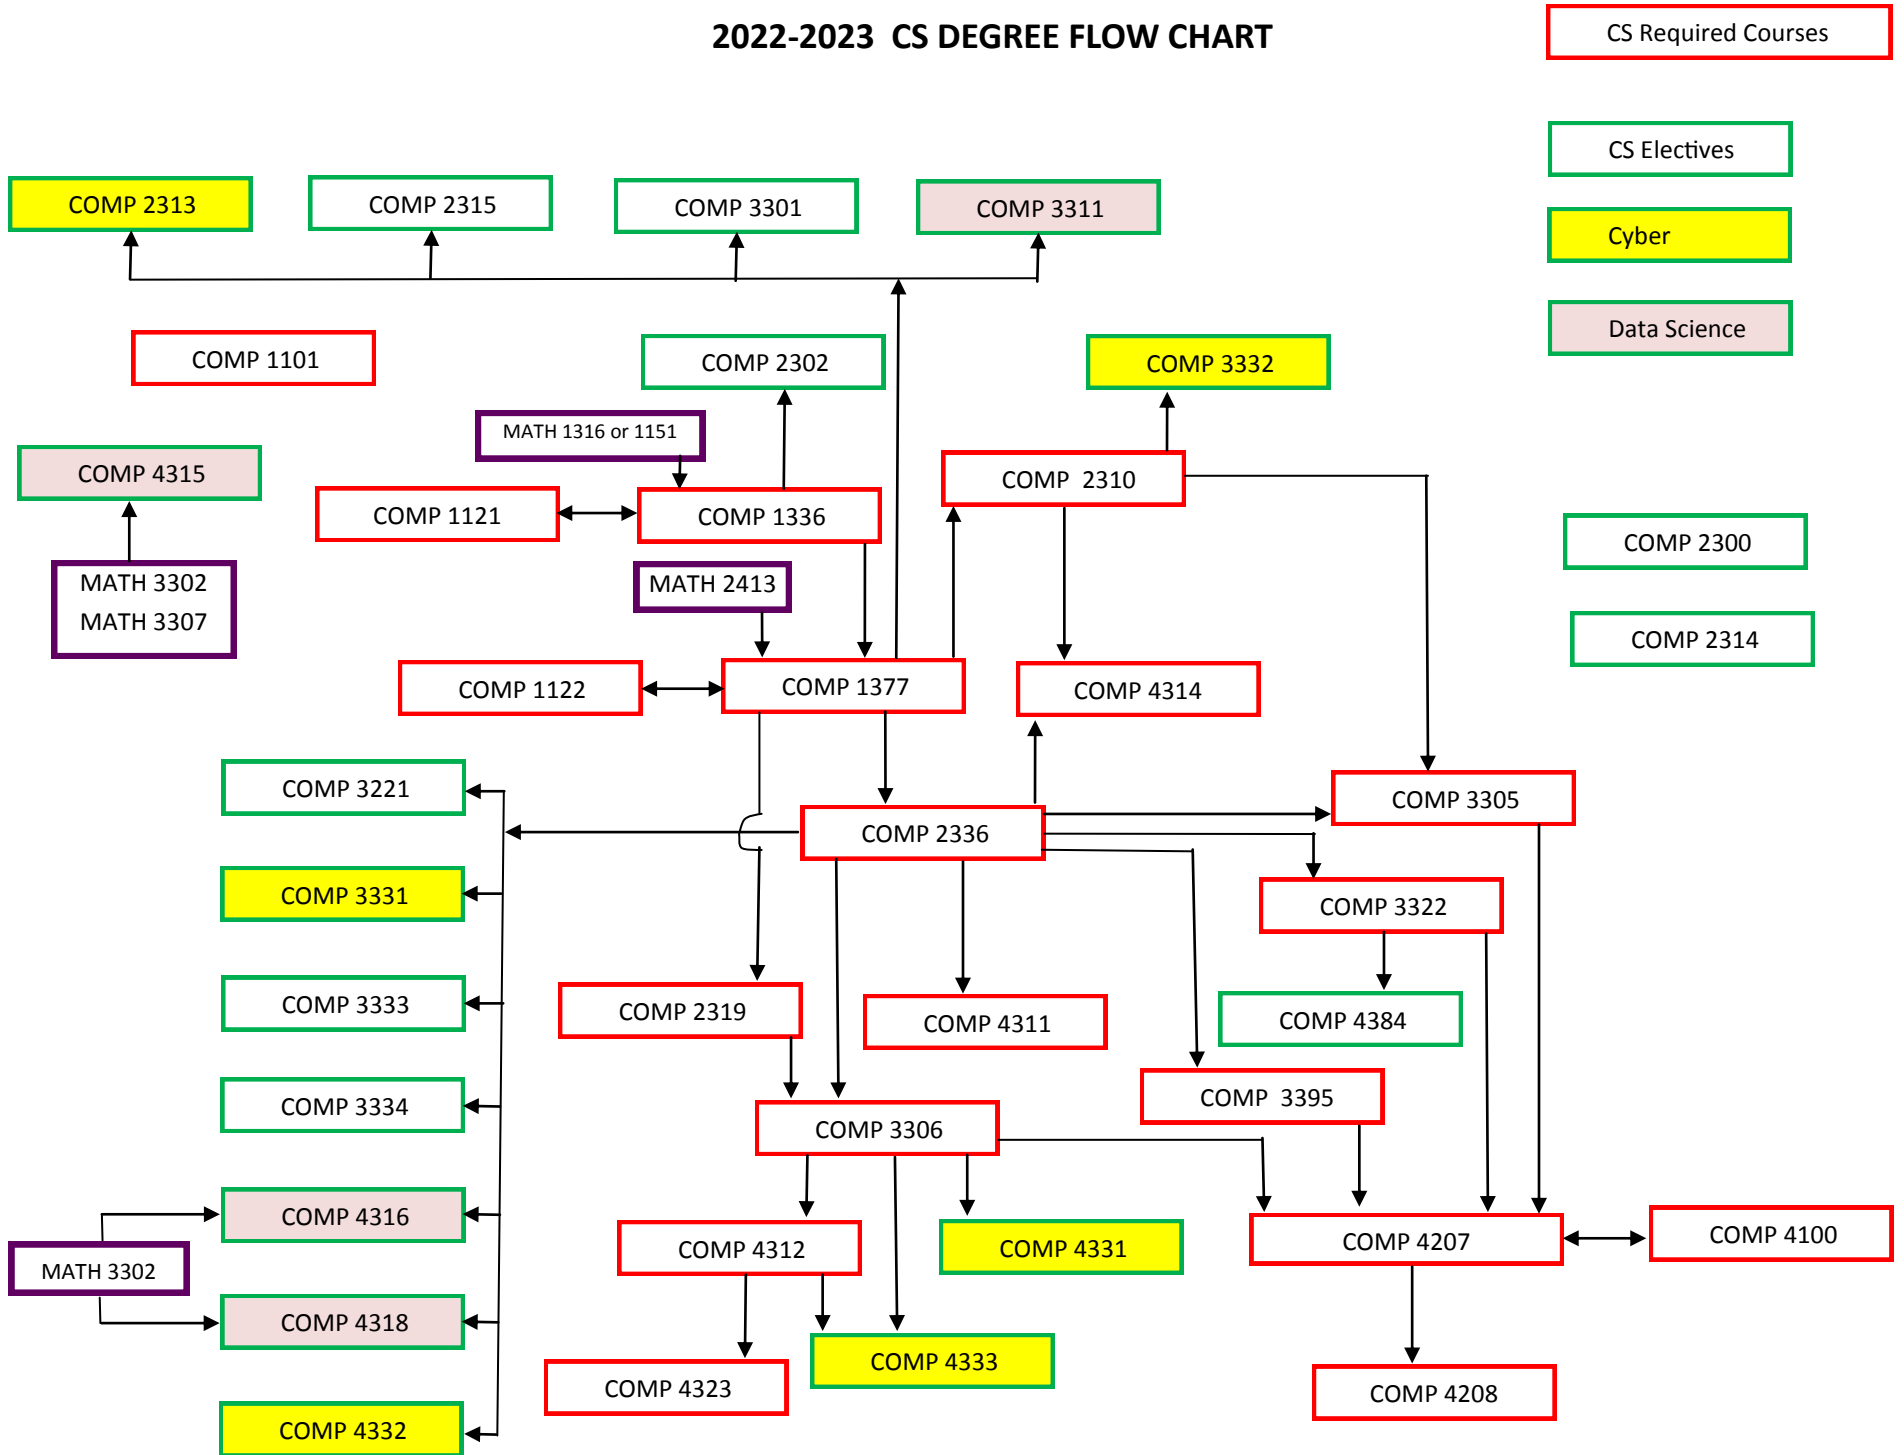 2022-2023 CS DEGREE FLOW CHART
CS Required Courses
CS Electives
Cyber
Data Science
COMP 2313
COMP 2315
COMP 3301
COMP 3311
COMP 1101
COMP 2302
COMP 3332
MATH 1316 or 1151
COMP 4315
COMP 2310
COMP 1121
COMP 1336
COMP 2300
MATH 3302
MATH 3307
MATH 2413
COMP 2314
COMP 1122
COMP 1377
COMP 4314
COMP 3221
COMP 3305
COMP 2336
COMP 3331
COMP 3322
COMP 3333
COMP 2319
COMP 4311
COMP 4384
COMP 3334
COMP 3395
COMP 3306
COMP 4316
COMP 4312
COMP 4331
COMP 4207
COMP 4100
MATH 3302
COMP 4318
COMP 4333
COMP 4323
COMP 4208
COMP 4332